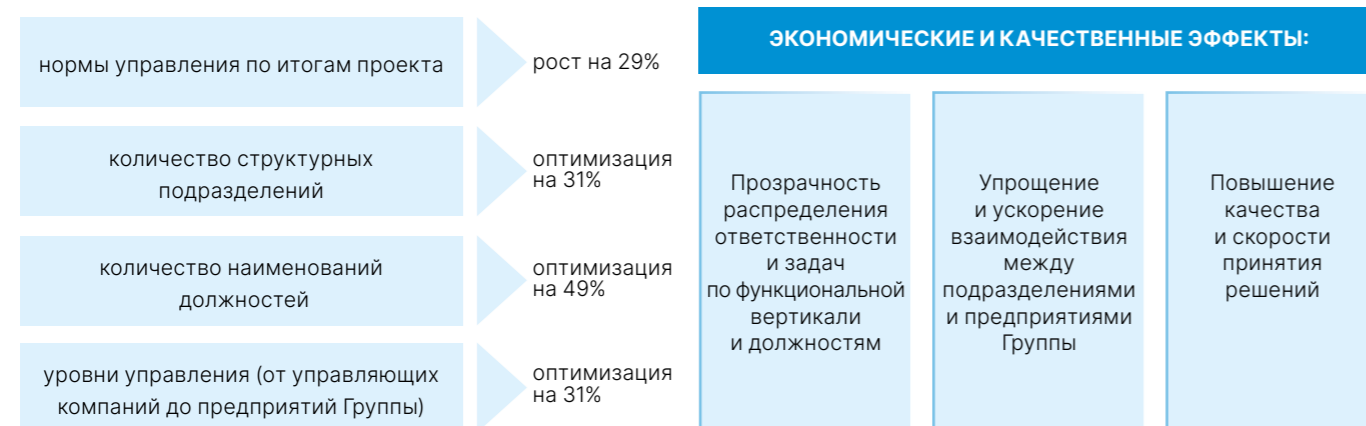 нормы управления по итогам проекта
рост на 29%
количество структурных
подразделений
оптимизация
на 31%
количество наименований
должностей
оптимизация
на 49%
уровни управления (от управляющих
компаний до предприятий Группы)
оптимизация
на 31%
ЭКОНОМИЧЕСКИЕ И КАЧЕСТВЕННЫЕ ЭФФЕКТЫ:
Прозрачность
распределения
ответственности
и задач
по функциональной
вертикали
и должностям
Упрощение
и ускорение
взаимодействия
между
подразделениями
и предприятиями
Группы
Повышение
качества
и скорости
принятия
решений